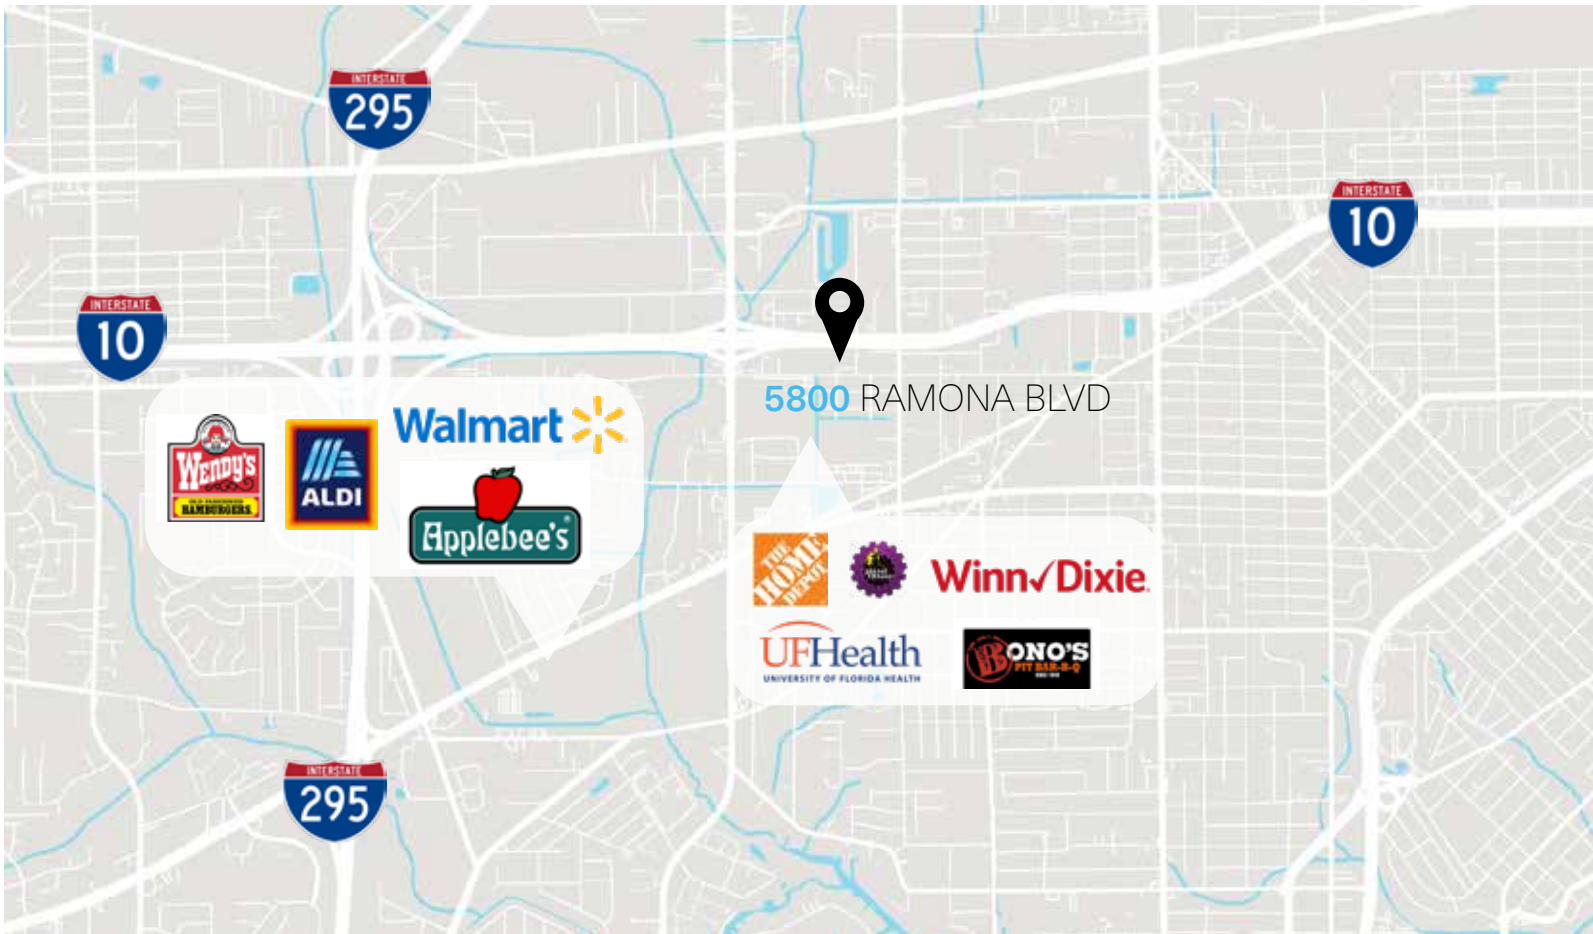 INTERSTATE
295
INTERSTATE
10
INTERSTATE
10
5800 RAMONA BLVD
WENDY'S
OLD FASHIONED
HAMBURGERS.
ALDI
Walmart
Applebee's®
THE
HOME
DEPOT
Winn✓Dixie
UFHealth
UNIVERSITY OF FLORIDA HEALTH
BONO'S
PIT BAR-B-Q
INTERSTATE
295